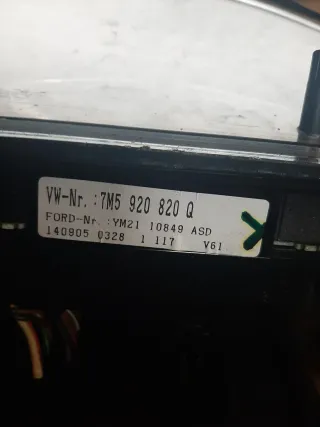 VW-Nr.:7M5 920 820 Q
FORD-Nr.:YM21 10849 ASD
140905 0328 1 117 V61